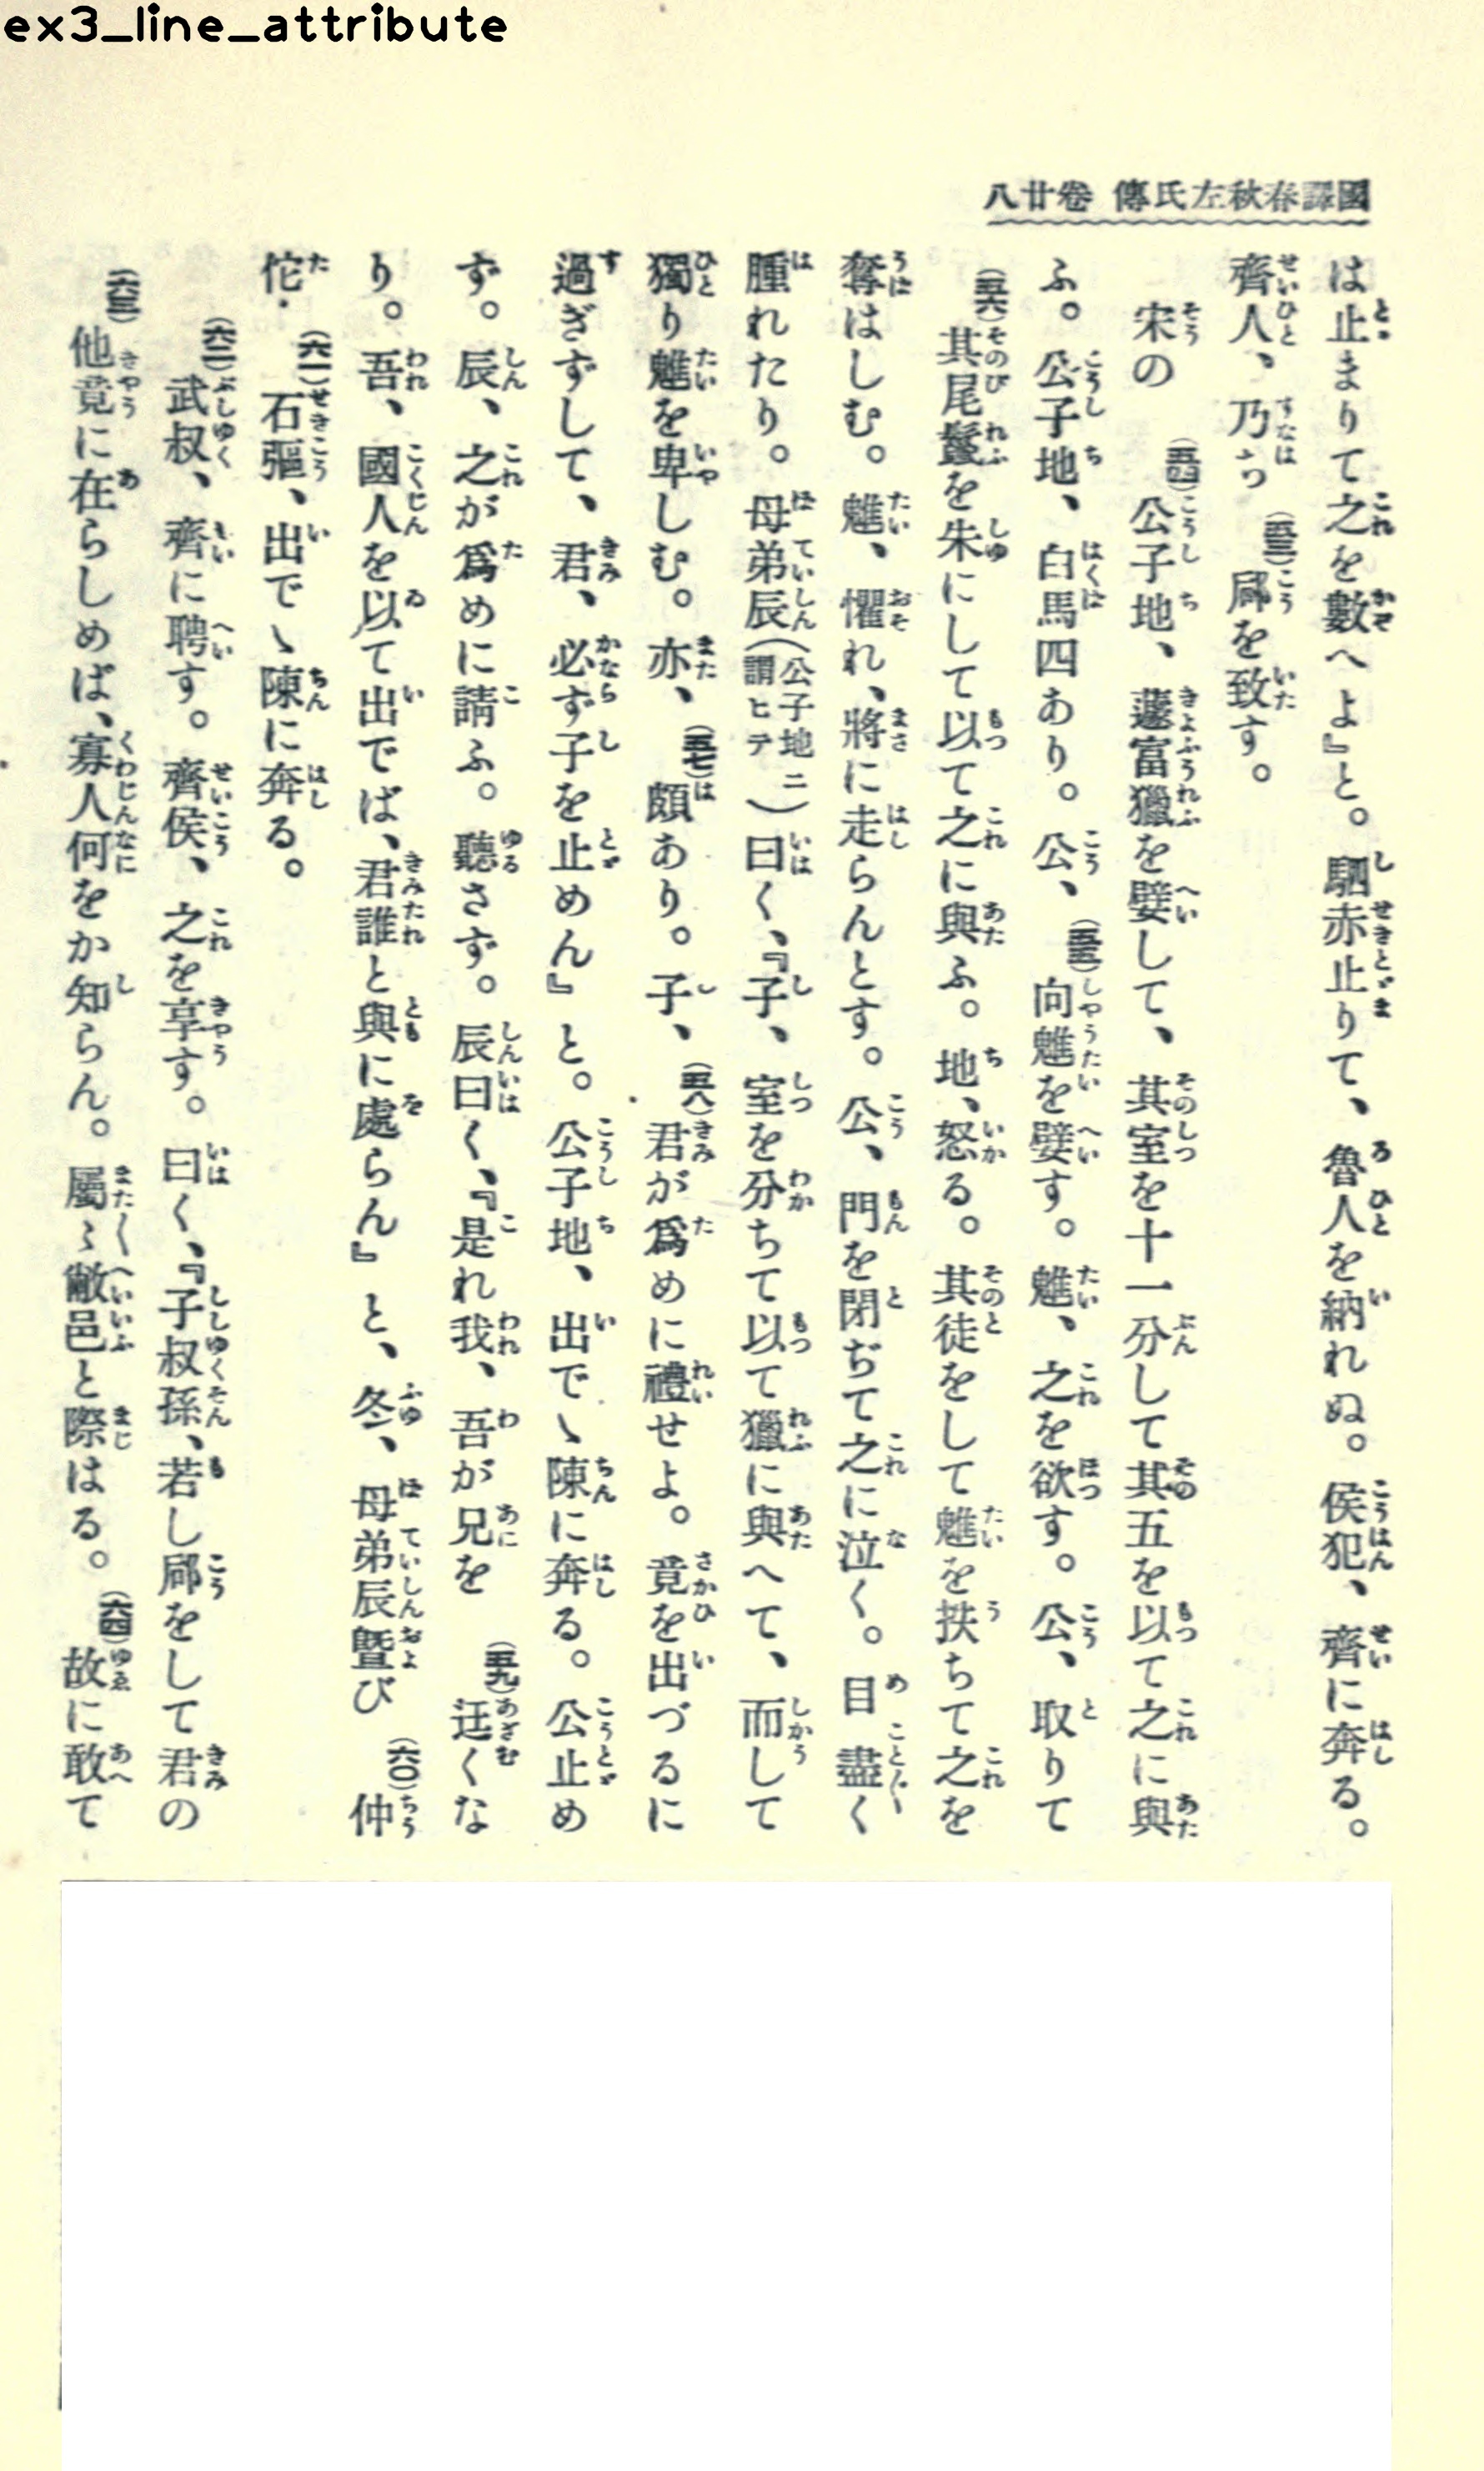 ex3_line_attribute
國譯春秋左氏傳 卷廿八
は止まりて之を數へよ』と。駟赤止りて、魯人を納れぬ。侯犯、齊に奔る。
齊人、乃ち(五三)郈を致す。
宋の(五四)公子地、蘧富獵を嬖して、其室を十一分して其五を以て之に與
ふ。公子地、白馬四あり。公、(五五)向魋を嬖す。魋、之を欲す。公、取りて
(五六)其尾鬣を朱にして以て之に與ふ。地、怒る。其徒をして魋を抶ちて之を
奪はしむ。魋、懼れ、將に走らんとす。公、門を閉ぢて之に泣く。目盡く
腫れたり。母弟辰(公子地ニ謂ヒテ)曰く、『子、室を分ちて以て獵に與へて、而して
獨り魋を卑しむ。亦、(五七)頗あり。子、(五八)君が爲めに禮せよ。竟を出づるに
過ぎずして、君、必ず子を止めん』と。公子地、出でゝ陳に奔る。公止め
ず。辰、之が爲めに請ふ。聽さず。辰曰く、『是れ我、吾が兄を(五九)迋くな
り。吾、國人を以て出でば、君誰と與に處らん』と、冬、母弟辰曁び(六〇)仲
佗・(六一)石彄、出でゝ陳に奔る。
(六二)武叔、齊に聘す。齊侯、之を享す。曰く、『子叔孫、若し郈をして君の
(六三)他竟に在らしめば、寡人何をか知らん。屬〻敝邑と際はる。(六四)故に敢て